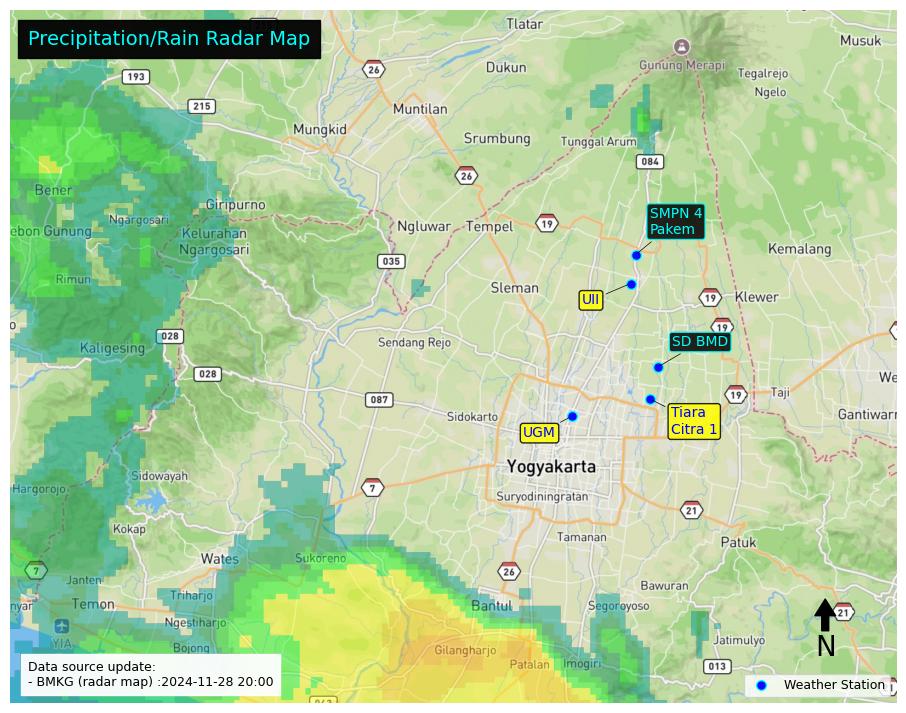 Precipitation/Rain Radar Map
Tlatar
Musuk
26
Gunung Merapi
193
Dukun
Tegalrejo
Ngelo
215
Muntilan
Mungkid
Srumbung
Tunggal Arum
084
26
Bener
Giripurno
SMPN 4
Pakem
Ngargosari
ebon Gunung
Kelurahan
Ngargosari
Ngluwar
Tempel
19
Kemalang
035
Rimun
Sleman
UII
19
Klewer
o
028
19
Kaligesing
Sendang Rejo
SD BMD
028
We
087
19
Taji
Sidokarto
Tiara
Citra 1
Gantiwarn
UGM
Yogyakarta
Sidowayah
Hargorojo
7
Suryodiningratan
21
Kokap
Tamanan
Patuk
Wates
Sukoreno
7
26
Janten
Bawuran
nyar
Temon
Triharjo
Bantul
Segoroyoso
21
Ngestiharjo
YIA
Jatimulyo
N
Bojong
Gilangharjo
Patalan
Imogiri
013
Data source update:
- BMKG (radar map) :2024-11-28 20:00
Weather Station